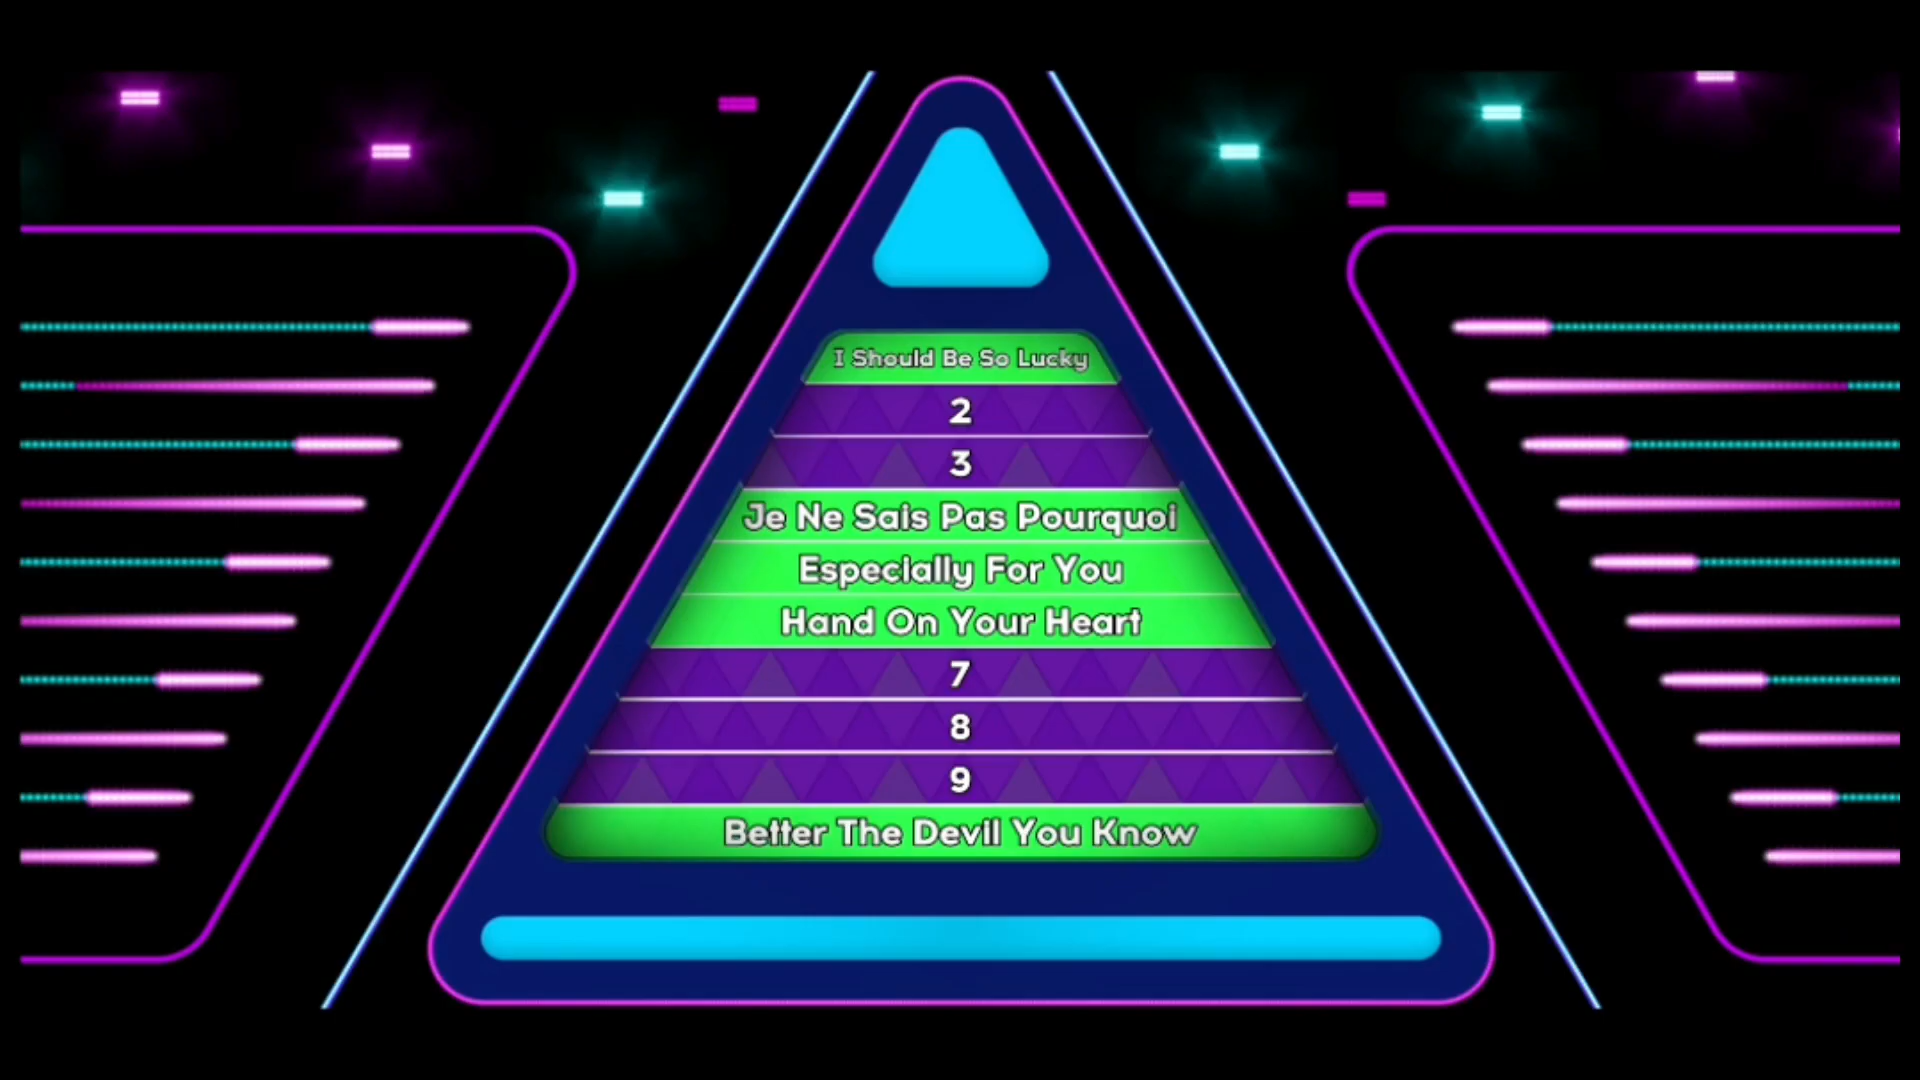 I Should Be So Lucky
2
3
Je Ne Sais Pas Pourquoi
Especially For You
Hand On Your Heart
7
8
9
Better The Devil You Know